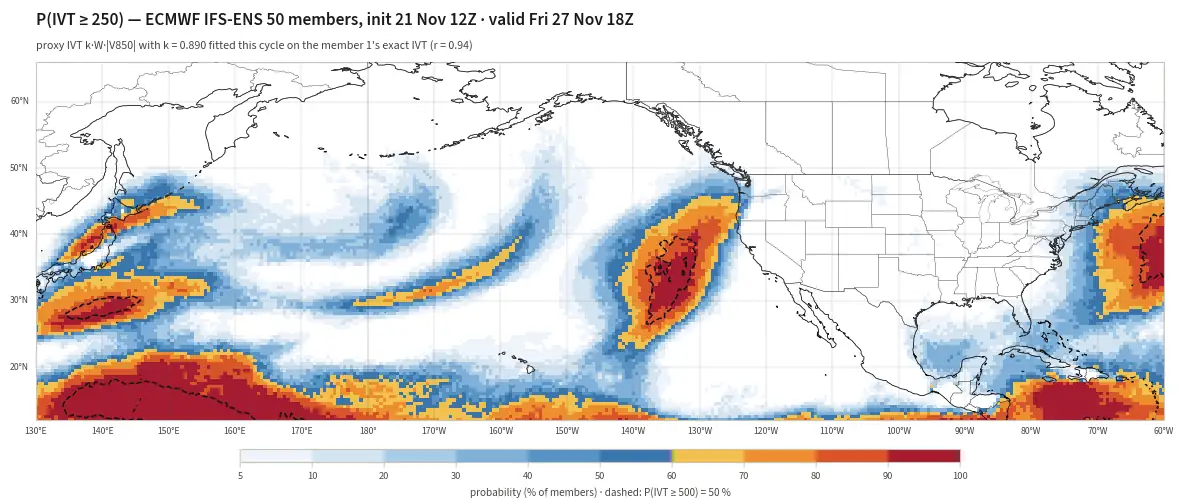 P(IVT ≥ 250) — ECMWF IFS-ENS 50 members, init 21 Nov 12Z · valid Fri 27 Nov 18Z
proxy IVT k·W·|V850| with k = 0.890 fitted this cycle on the member 1's exact IVT (r = 0.94)
60°N
50°N
40°N
30°N
20°N
130°E 140°E 150°E 160°E 170°E 180° 170°W 160°W 150°W 140°W 130°W 120°W 110°W 100°W 90°W 80°W 70°W 60°W
5 10 20 30 40 50 60 70 80 90 100
probability (% of members) · dashed: P(IVT ≥ 500) = 50 %